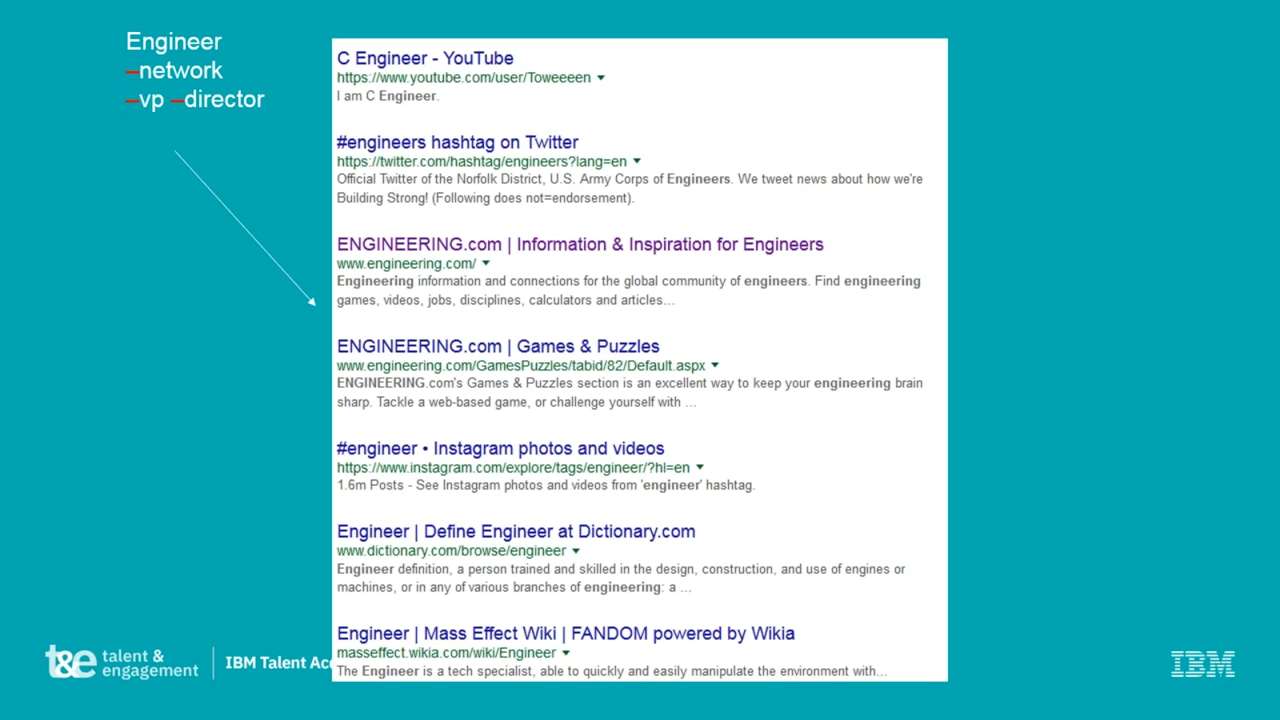 Engineer
–network
–vp –director
C Engineer - YouTube
https://www.youtube.com/user/Toweeeen
I am C Engineer.
#engineers hashtag on Twitter
https://twitter.com/hashtag/engineers?lang=en
Official Twitter of the Norfolk District, U.S. Army Corps of Engineers. We tweet news about how we're
Building Strong! (Following does not=endorsement).
ENGINEERING.com | Information & Inspiration for Engineers
www.engineering.com/
Engineering information and connections for the global community of engineers. Find engineering
games, videos, jobs, disciplines, calculators and articles...
ENGINEERING.com | Games & Puzzles
www.engineering.com/GamesPuzzles/tabid/82/Default.aspx
ENGINEERING.com's Games & Puzzles section is an excellent way to keep your engineering brain
sharp. Tackle a web-based game, or challenge yourself with ...
#engineer • Instagram photos and videos
https://www.instagram.com/explore/tags/engineer/?hl=en
1.6m Posts - See Instagram photos and videos from 'engineer' hashtag.
Engineer | Define Engineer at Dictionary.com
www.dictionary.com/browse/engineer
Engineer definition, a person trained and skilled in the design, construction, and use of engines or
machines, or in any of various branches of engineering: a ...
Engineer | Mass Effect Wiki | FANDOM powered by Wikia
masseffect.wikia.com/wiki/Engineer
The Engineer is a tech specialist, able to quickly and easily manipulate the environment with...
t&e talent &
engagement
IBM Talent Ac
IBM